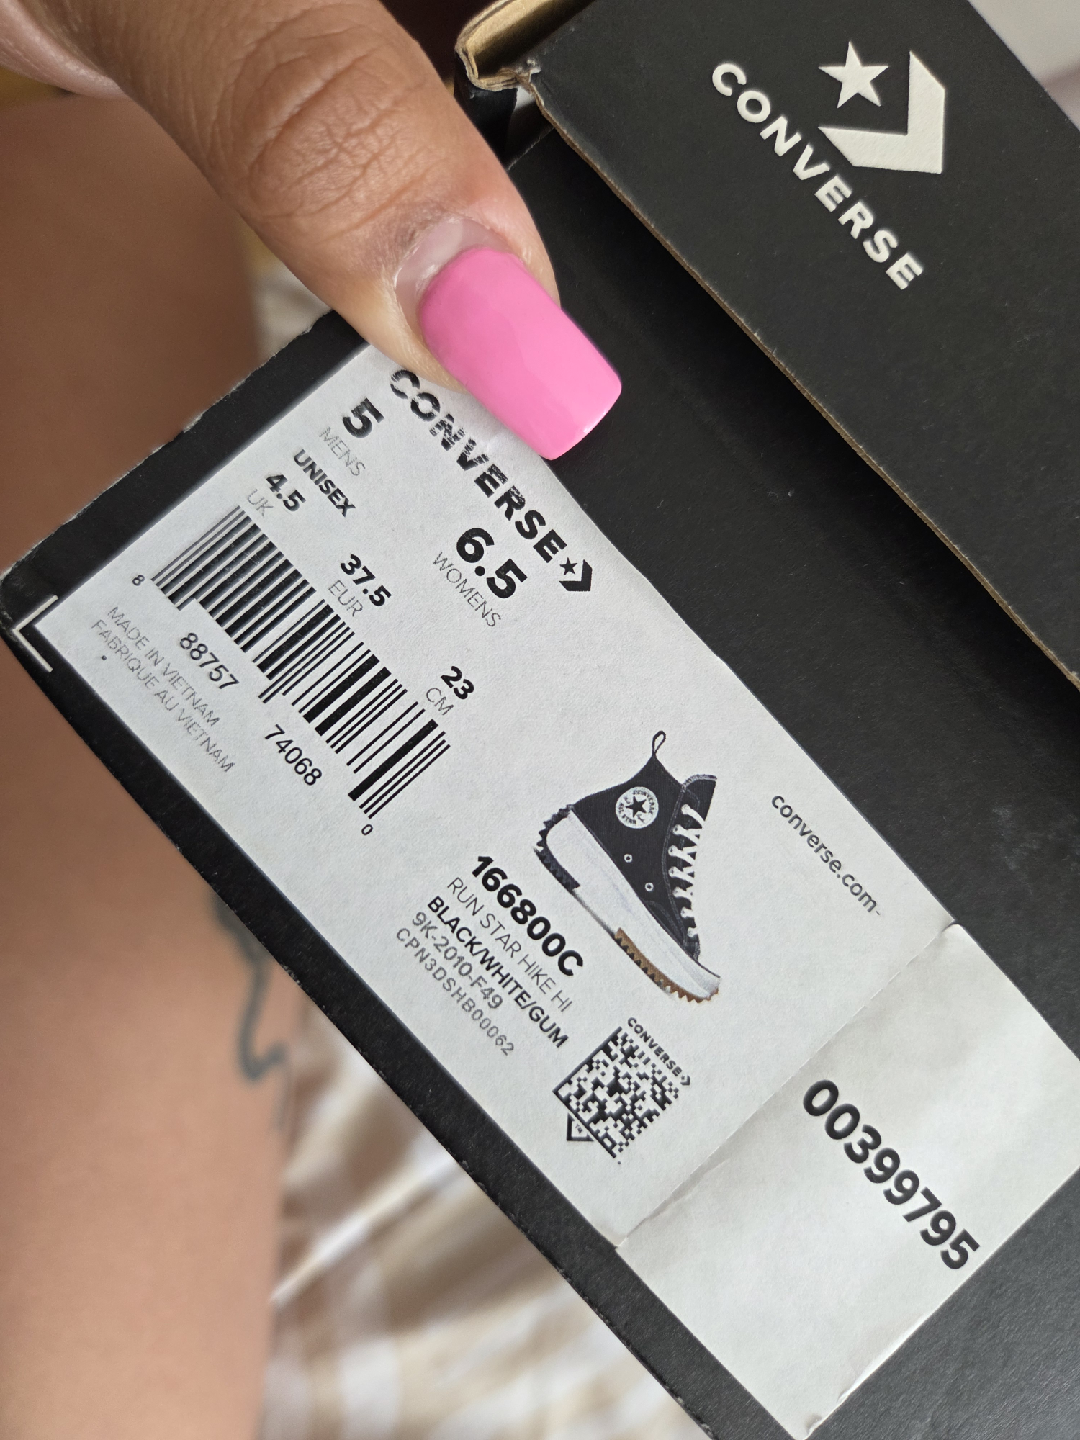 CONVERSE
CONVERSE
5
MENS
UNISEX
6.5
WOMENS
4.5
UK
37.5
EUR
23
CM
8
88757
74068
0
MADE IN VIETNAM
FABRIQUE AU VIETNAM
converse.com
166800C
RUN STAR HIKE HI
BLACK/WHITE/GUM
9K-2010-F49
CPN3DSHB00062
CONVERSE
00399795